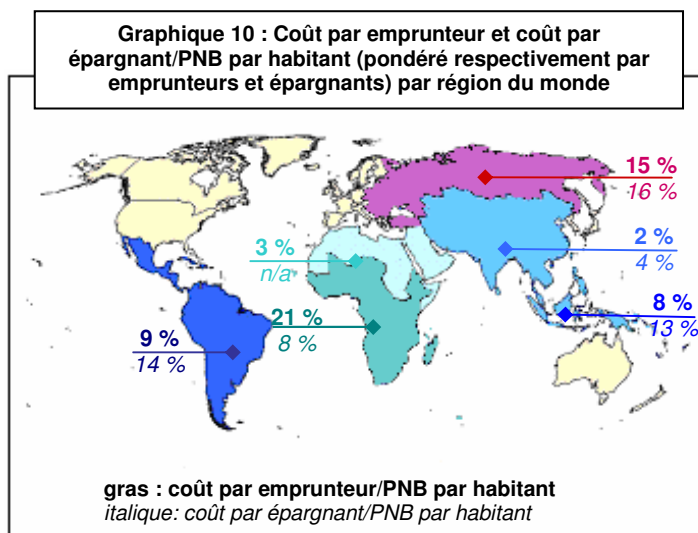 Graphique 10 : Coût par emprunteur et coût par
épargnant/PNB par habitant (pondéré respectivement par
emprunteurs et épargnants) par région du monde
15 %
16 %
3 %
n/a
2 %
4 %
21 %
8 %
8 %
13 %
9 %
14 %
gras : coût par emprunteur/PNB par habitant
italique: coût par épargnant/PNB par habitant